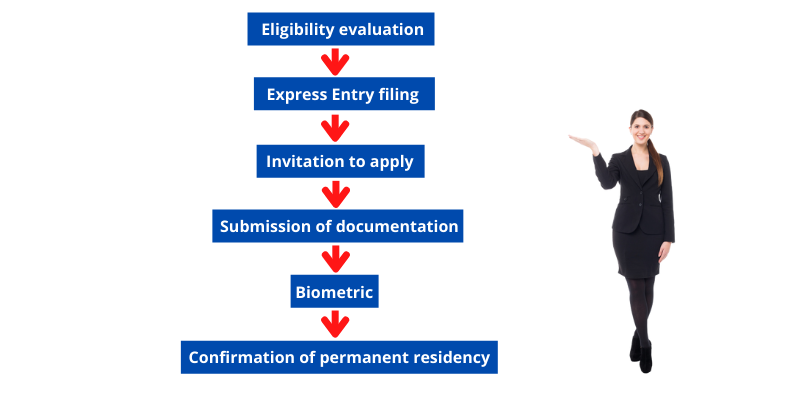 Eligibility evaluation
Express Entry filing
Invitation to apply
Submission of documentation
Biometric
Confirmation of permanent residency